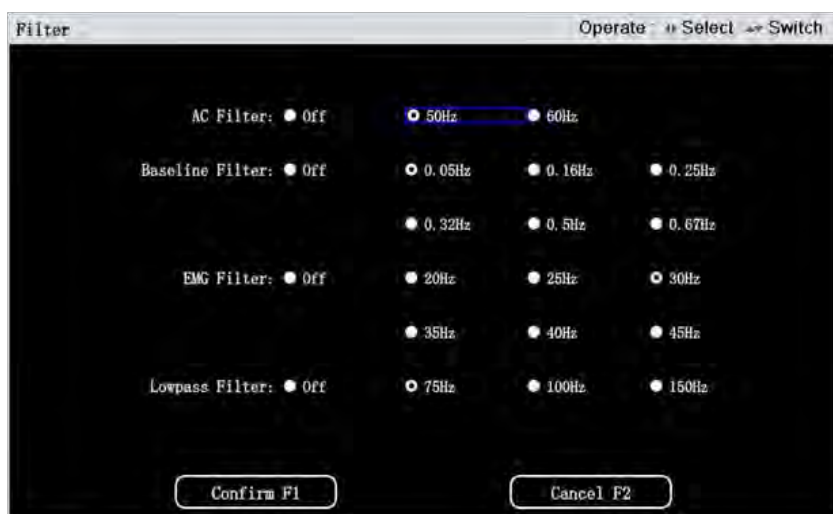 Filter Operate Select Switch
AC Filter: Off 50Hz 60Hz
Baseline Filter: Off 0.05Hz 0.16Hz 0.25Hz
0.32Hz 0.5Hz 0.67Hz
EMG Filter: Off 20Hz 25Hz 30Hz
35Hz 40Hz 45Hz
Lowpass Filter: Off 75Hz 100Hz 150Hz
Confirm F1 Cancel F2